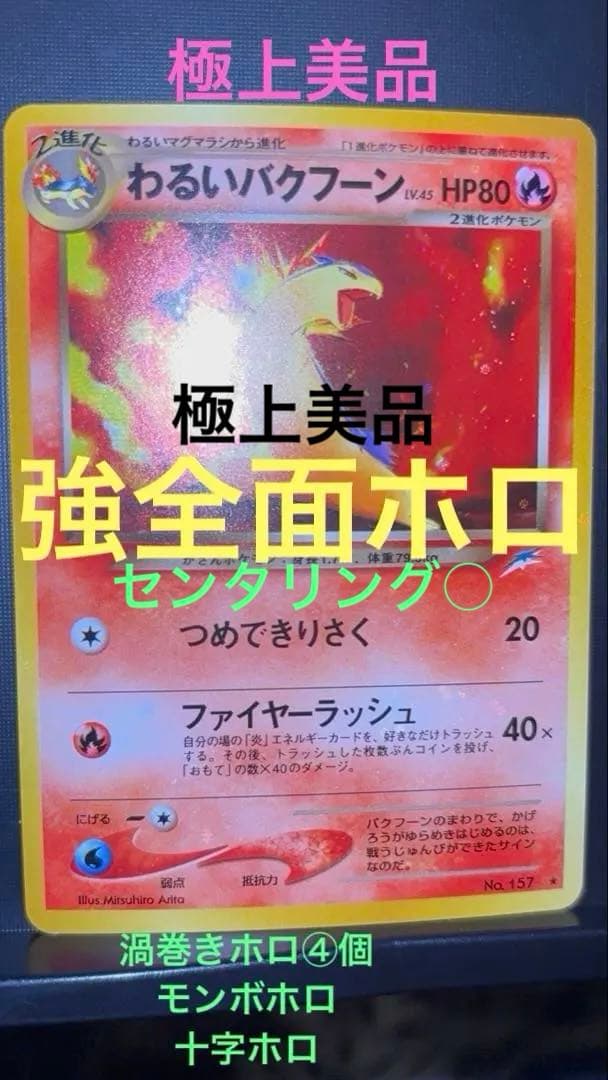 極上美品
2進化
わるいマグマラシから進化
「1進化ポケモン」の上に重ねて進化させます。
わるいバクフーン LV.45 HP80
2進化ポケモン
極上美品
強全面ホロ
体重79.5kg
センタリング○
つめできりさく 20
ファイヤーラッシュ 40×
自分の場の「炎」エネルギーカードを、好きなだけトラッシュ
する。その後、トラッシュした枚数ぶんコインを投げ、
「おもて」の数×40のダメージ。
にげる
バクフーンのまわりで、かげ
ろうがゆらめきはじめるのは、
戦うじゅんびができたサイン
なのだ。
弱点 抵抗力
No. 157 ★
Illus. Mitsuhiro Arita
渦巻きホロ④個
モンボホロ
十字ホロ